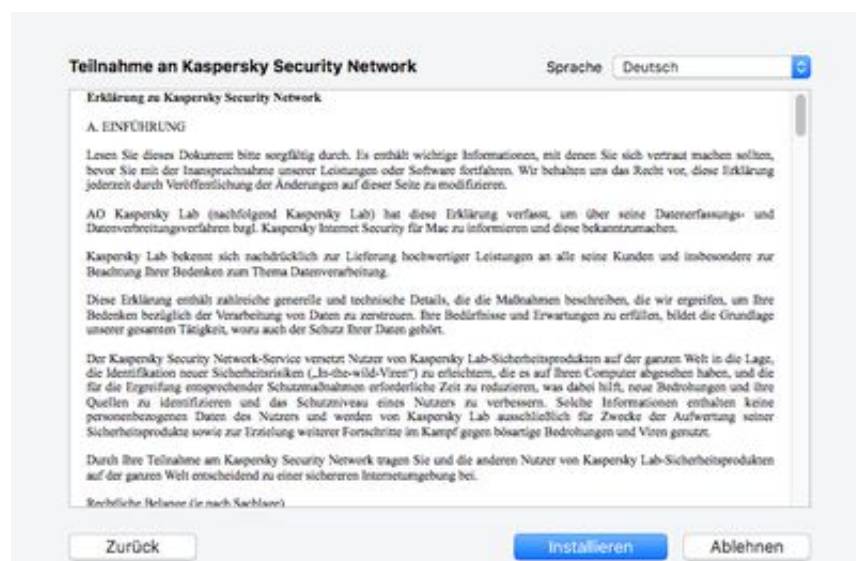 Teilnahme an Kaspersky Security Network
Sprache Deutsch
Erklärung zu Kaspersky Security Network
A. EINFÜHRUNG
Lesen Sie dieses Dokument bitte sorgfältig durch. Es enthält wichtige Informationen, mit denen Sie sich vertraut machen sollten,
bevor Sie mit der Inanspruchnahme unserer Leistungen oder Software fortfahren. Wir behalten uns das Recht vor, diese Erklärung
jederzeit durch Veröffentlichung der Änderungen auf dieser Seite zu modifizieren.
AO Kaspersky Lab (nachfolgend Kaspersky Lab) hat diese Erklärung verfasst, um über seine Datenerfassungs- und
Datenverbreitungsverfahren bzgl. Kaspersky Internet Security für Mac zu informieren und diese bekanntzumachen.
Kaspersky Lab bekennt sich nachdrücklich zur Lieferung hochwertiger Leistungen an alle seine Kunden und insbesondere zur
Beachtung Ihrer Bedenken zum Thema Datenverarbeitung.
Diese Erklärung enthält zahlreiche generelle und technische Details, die die Maßnahmen beschreiben, die wir ergreifen, um Ihre
Bedenken bezüglich der Verarbeitung von Daten zu zerstreuen. Ihre Bedürfnisse und Erwartungen zu erfüllen, bildet die Grundlage
unserer gesamten Tätigkeit, wozu auch der Schutz Ihrer Daten gehört.
Der Kaspersky Security Network-Service versetzt Nutzer von Kaspersky Lab-Sicherheitsprodukten auf der ganzen Welt in die Lage,
die Identifikation neuer Sicherheitsrisiken („In-the-wild-Viren") zu erleichtern, die es auf Ihren Computer abgesehen haben, und die
für die Ergreifung entsprechender Schutzmaßnahmen erforderliche Zeit zu reduzieren, was dabei hilft, neue Bedrohungen und ihre
Quellen zu identifizieren und das Schutzniveau eines Nutzers zu verbessern. Solche Informationen enthalten keine
personenbezogenen Daten des Nutzers und werden von Kaspersky Lab ausschließlich für Zwecke der Aufwertung seiner
Sicherheitsprodukte sowie zur Erzielung weiterer Fortschritte im Kampf gegen bösartige Bedrohungen und Viren genutzt.
Durch Ihre Teilnahme am Kaspersky Security Network tragen Sie und die anderen Nutzer von Kaspersky Lab-Sicherheitsprodukten
auf der ganzen Welt entscheidend zu einer sichereren Internetumgebung bei.
Rechtliche Belange (je nach Sachlage)
Zurück Installieren Ablehnen